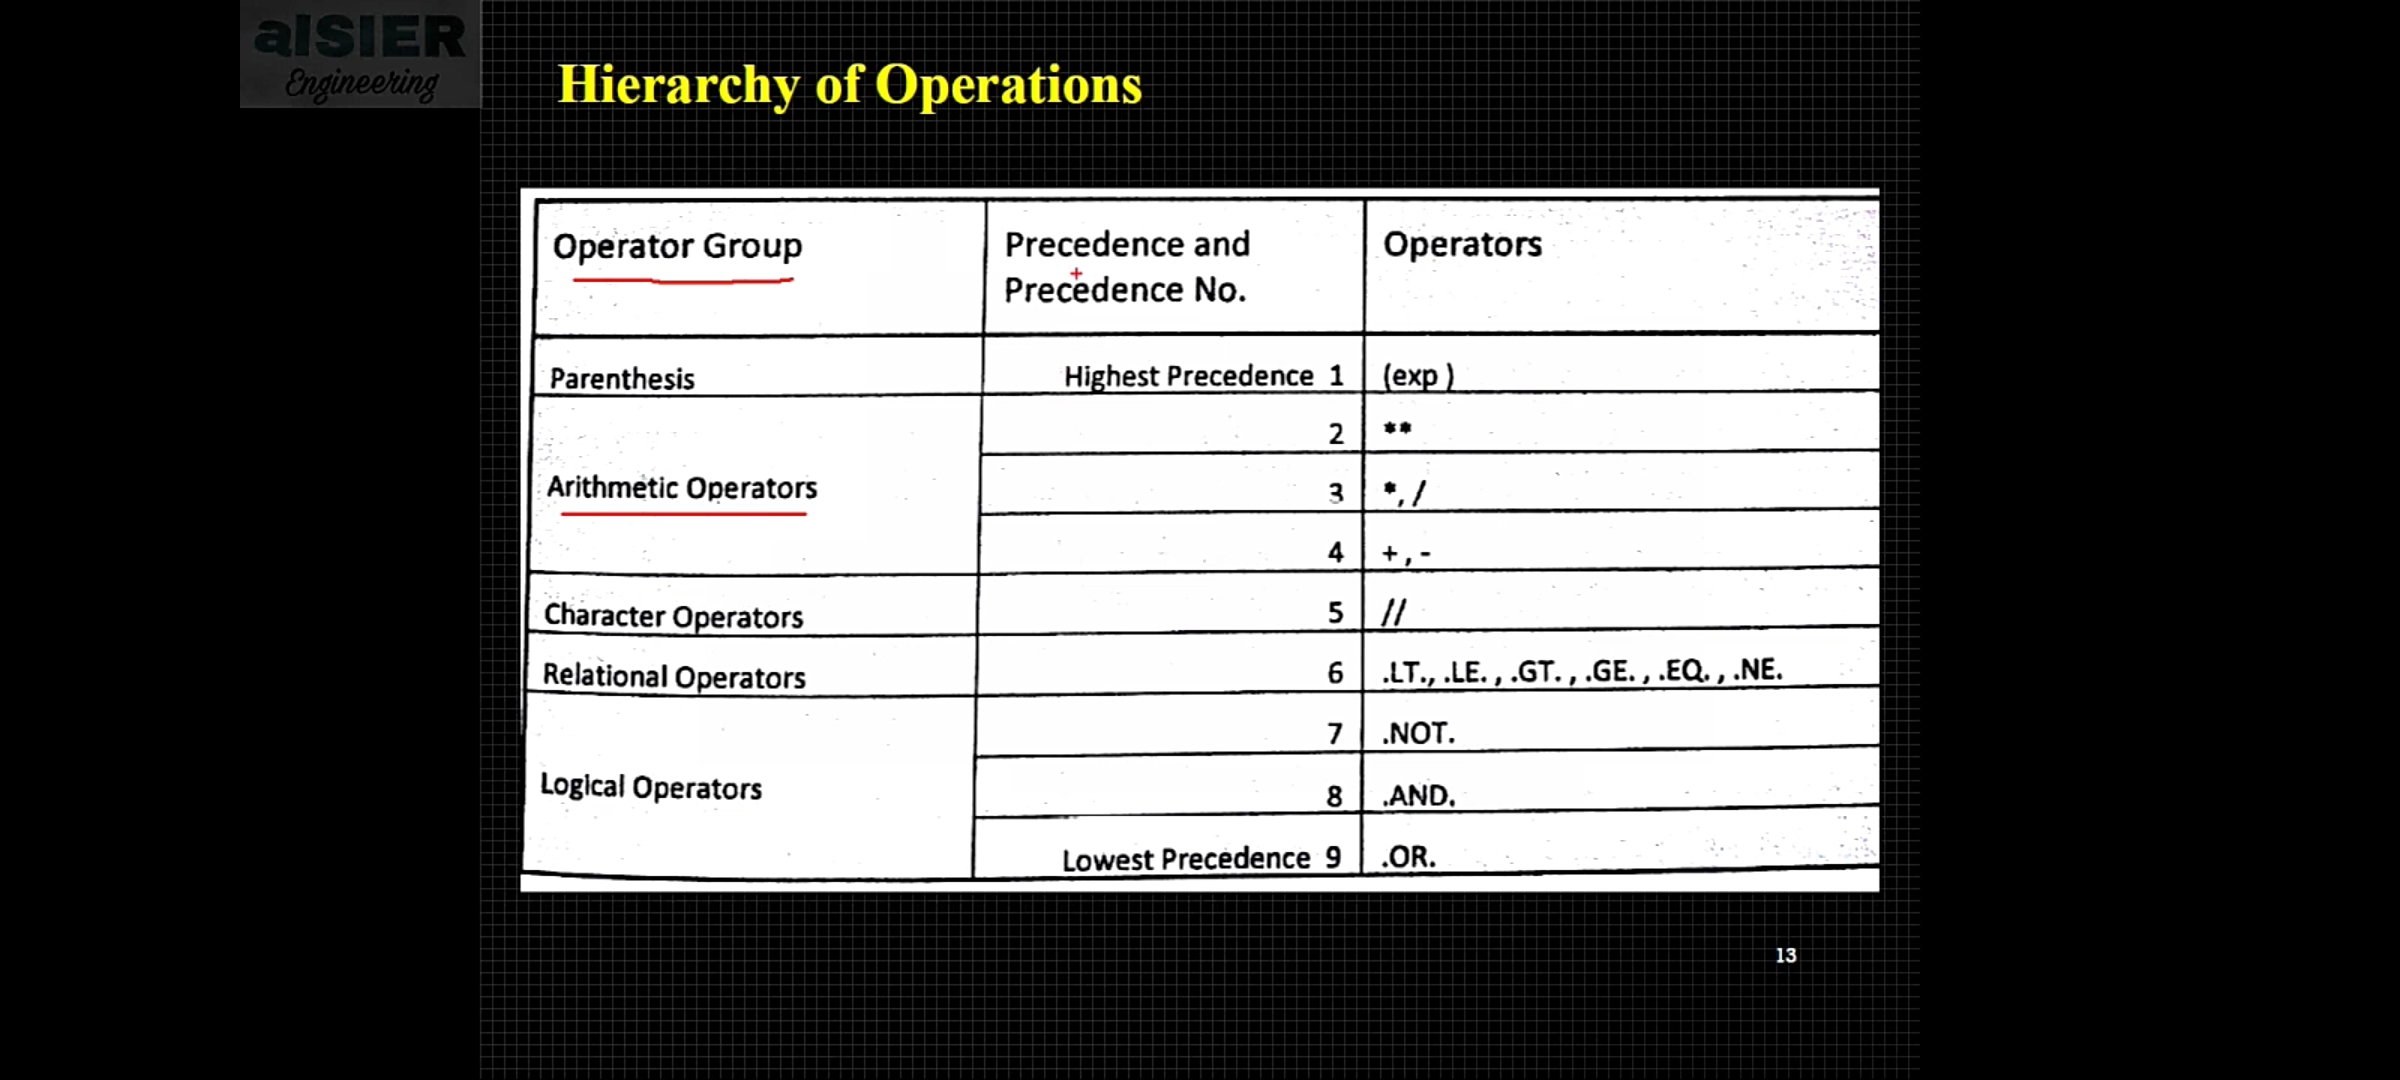 aISIER
Engineering
Hierarchy of Operations
Operator Group
Precedence and
Precedence No.
Operators
Parenthesis
Highest Precedence 1
(exp )
Arithmetic Operators
2
**
3
*, /
4
+ , -
Character Operators
5
//
Relational Operators
6
.LT., .LE. , .GT. , .GE. , .EQ. , .NE.
Logical Operators
7
.NOT.
8
.AND.
Lowest Precedence 9
.OR.
13